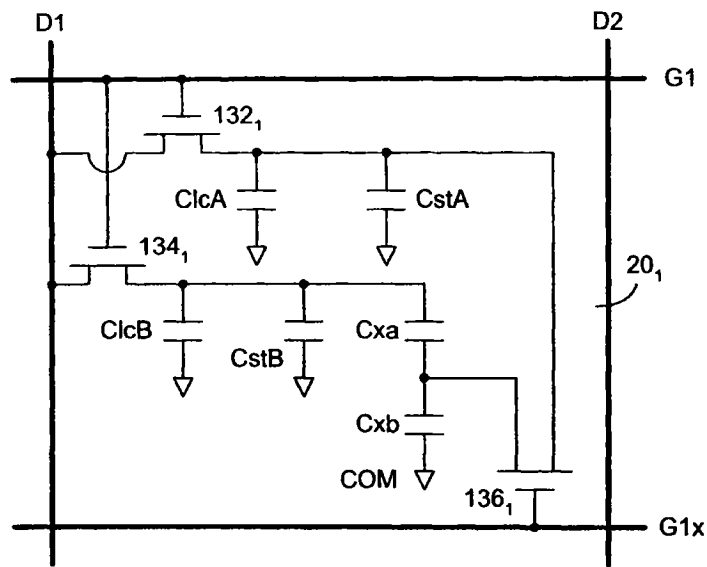 D1
D2
G1
132₁
ClcA
CstA
134₁
20₁
ClcB
CstB
Cxa
Cxb
COM
136₁
G1x